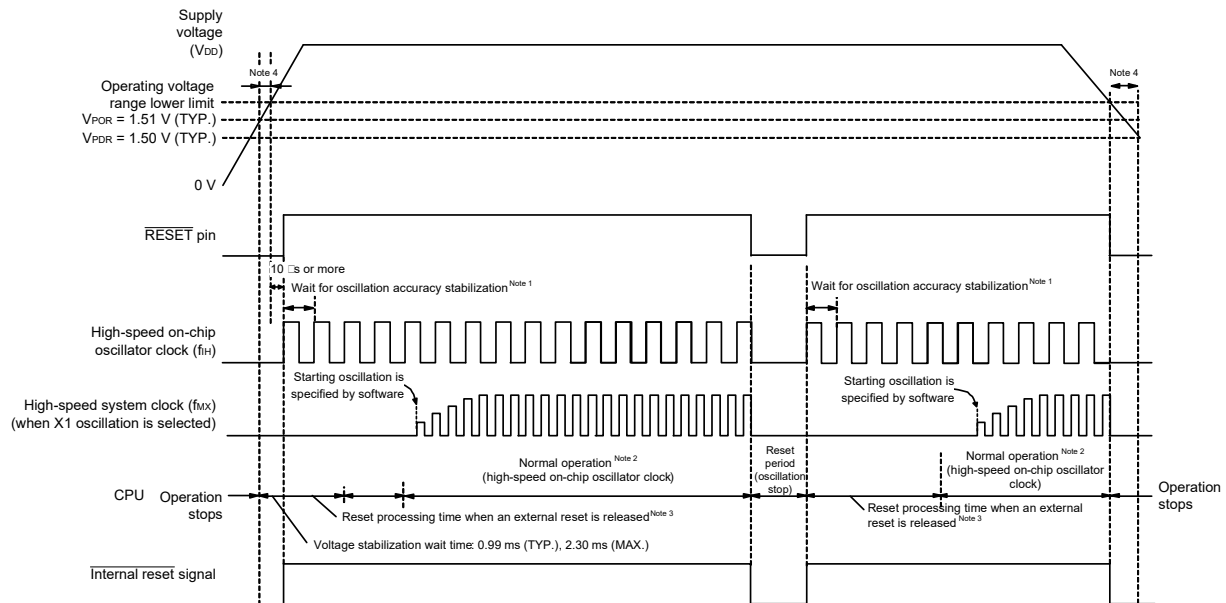 Supply
voltage
(VDD)
Note 4
Note 4
Operating voltage
range lower limit
VPOR = 1.51 V (TYP.)
VPDR = 1.50 V (TYP.)
0 V
RESET pin
10 □s or more
Wait for oscillation accuracy stabilization Note 1
Wait for oscillation accuracy stabilization Note 1
High-speed on-chip
oscillator clock (fIH)
Starting oscillation is
specified by software
Starting oscillation is
specified by software
High-speed system clock (fMX)
(when X1 oscillation is selected)
Normal operation Note 2
(high-speed on-chip oscillator clock)
Reset
period
(oscillation
stop)
Normal operation Note 2
(high-speed on-chip oscillator
clock)
CPU
Operation
stops
Operation
stops
Reset processing time when an external reset is released Note 3
Reset processing time when an external
reset is released Note 3
Voltage stabilization wait time: 0.99 ms (TYP.), 2.30 ms (MAX.)
Internal reset signal